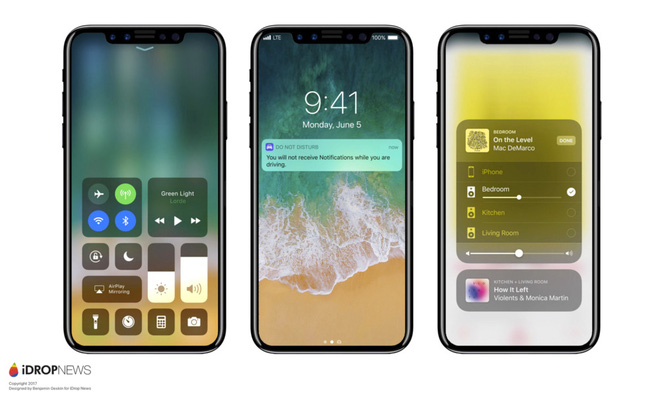 Green Light
Lorde
AirPlay
Mirroring
LTE
100%
9:41
Monday, June 5
DO NOT DISTURB
now
You will not receive Notifications while you are
driving.
BEDROOM
On the Level
Mac DeMarco
DONE
iPhone
Bedroom
Kitchen
Living Room
KITCHEN + LIVING ROOM
How It Left
Violents & Monica Martin
iDROPNEWS
Copyright 2017
Designed by Benjamin Geskin for iDrop News